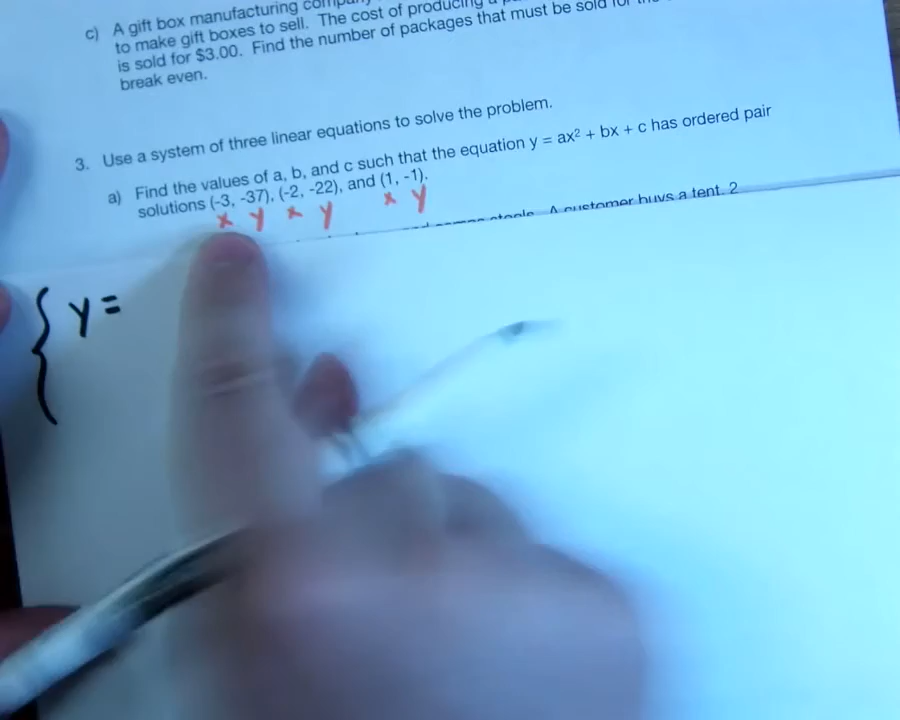 c) A gift box manufacturing
to make gift boxes to sell. The cost of producing a
is sold for $3.00. Find the number of packages that must be sold for
break even.
3. Use a system of three linear equations to solve the problem.
a) Find the values of a, b, and c such that the equation y = ax² + bx + c has ordered pair
solutions (-3, -37), (-2, -22), and (1, -1).
x y x y x y
A customer buys a tent, 2
{ y =